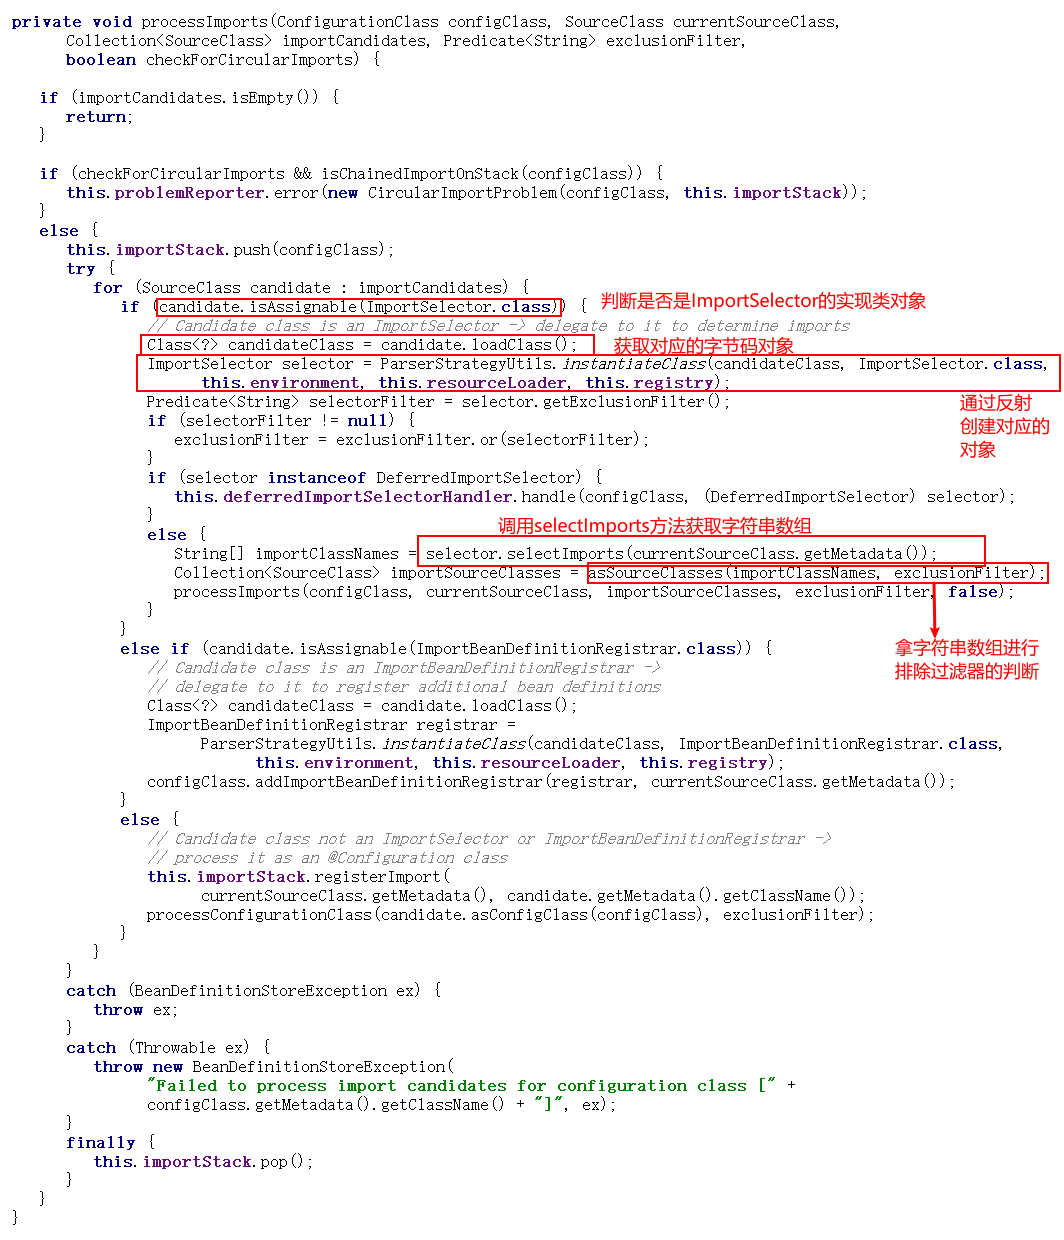 private void processImports(ConfigurationClass configClass, SourceClass currentSourceClass,
Collection<SourceClass> importCandidates, Predicate<String> exclusionFilter,
boolean checkForCircularImports) {
if (importCandidates.isEmpty()) {
return;
}
if (checkForCircularImports && isChainedImportOnStack(configClass)) {
this.problemReporter.error(new CircularImportProblem(configClass, this.importStack));
}
else {
this.importStack.push(configClass);
try {
for (SourceClass candidate : importCandidates) {
if (candidate.isAssignable(ImportSelector.class)) { 判断是否是ImportSelector的实现类对象
// Candidate class is an ImportSelector -> delegate to it to determine imports
Class<?> candidateClass = candidate.loadClass(); 获取对应的字节码对象
ImportSelector selector = ParserStrategyUtils.instantiateClass(candidateClass, ImportSelector.class,
this.environment, this.resourceLoader, this.registry);
通过反射
创建对应的
对象
Predicate<String> selectorFilter = selector.getExclusionFilter();
if (selectorFilter != null) {
exclusionFilter = exclusionFilter.or(selectorFilter);
}
if (selector instanceof DeferredImportSelector) {
this.deferredImportSelectorHandler.handle(configClass, (DeferredImportSelector) selector);
}
else {
调用selectImports方法获取字符串数组
String[] importClassNames = selector.selectImports(currentSourceClass.getMetadata());
Collection<SourceClass> importSourceClasses = asSourceClasses(importClassNames, exclusionFilter);
processImports(configClass, currentSourceClass, importSourceClasses, exclusionFilter, false);
}
}
拿字符串数组进行
排除过滤器的判断
else if (candidate.isAssignable(ImportBeanDefinitionRegistrar.class)) {
// Candidate class is an ImportBeanDefinitionRegistrar ->
// delegate to it to register additional bean definitions
Class<?> candidateClass = candidate.loadClass();
ImportBeanDefinitionRegistrar registrar =
ParserStrategyUtils.instantiateClass(candidateClass, ImportBeanDefinitionRegistrar.class,
this.environment, this.resourceLoader, this.registry);
configClass.addImportBeanDefinitionRegistrar(registrar, currentSourceClass.getMetadata());
}
else {
// Candidate class not an ImportSelector or ImportBeanDefinitionRegistrar ->
// process it as an @Configuration class
this.importStack.registerImport(
currentSourceClass.getMetadata(), candidate.getMetadata().getClassName());
processConfigurationClass(candidate.asConfigClass(configClass), exclusionFilter);
}
}
}
catch (BeanDefinitionStoreException ex) {
throw ex;
}
catch (Throwable ex) {
throw new BeanDefinitionStoreException(
"Failed to process import candidates for configuration class [" +
configClass.getMetadata().getClassName() + "]", ex);
}
finally {
this.importStack.pop();
}
}
}